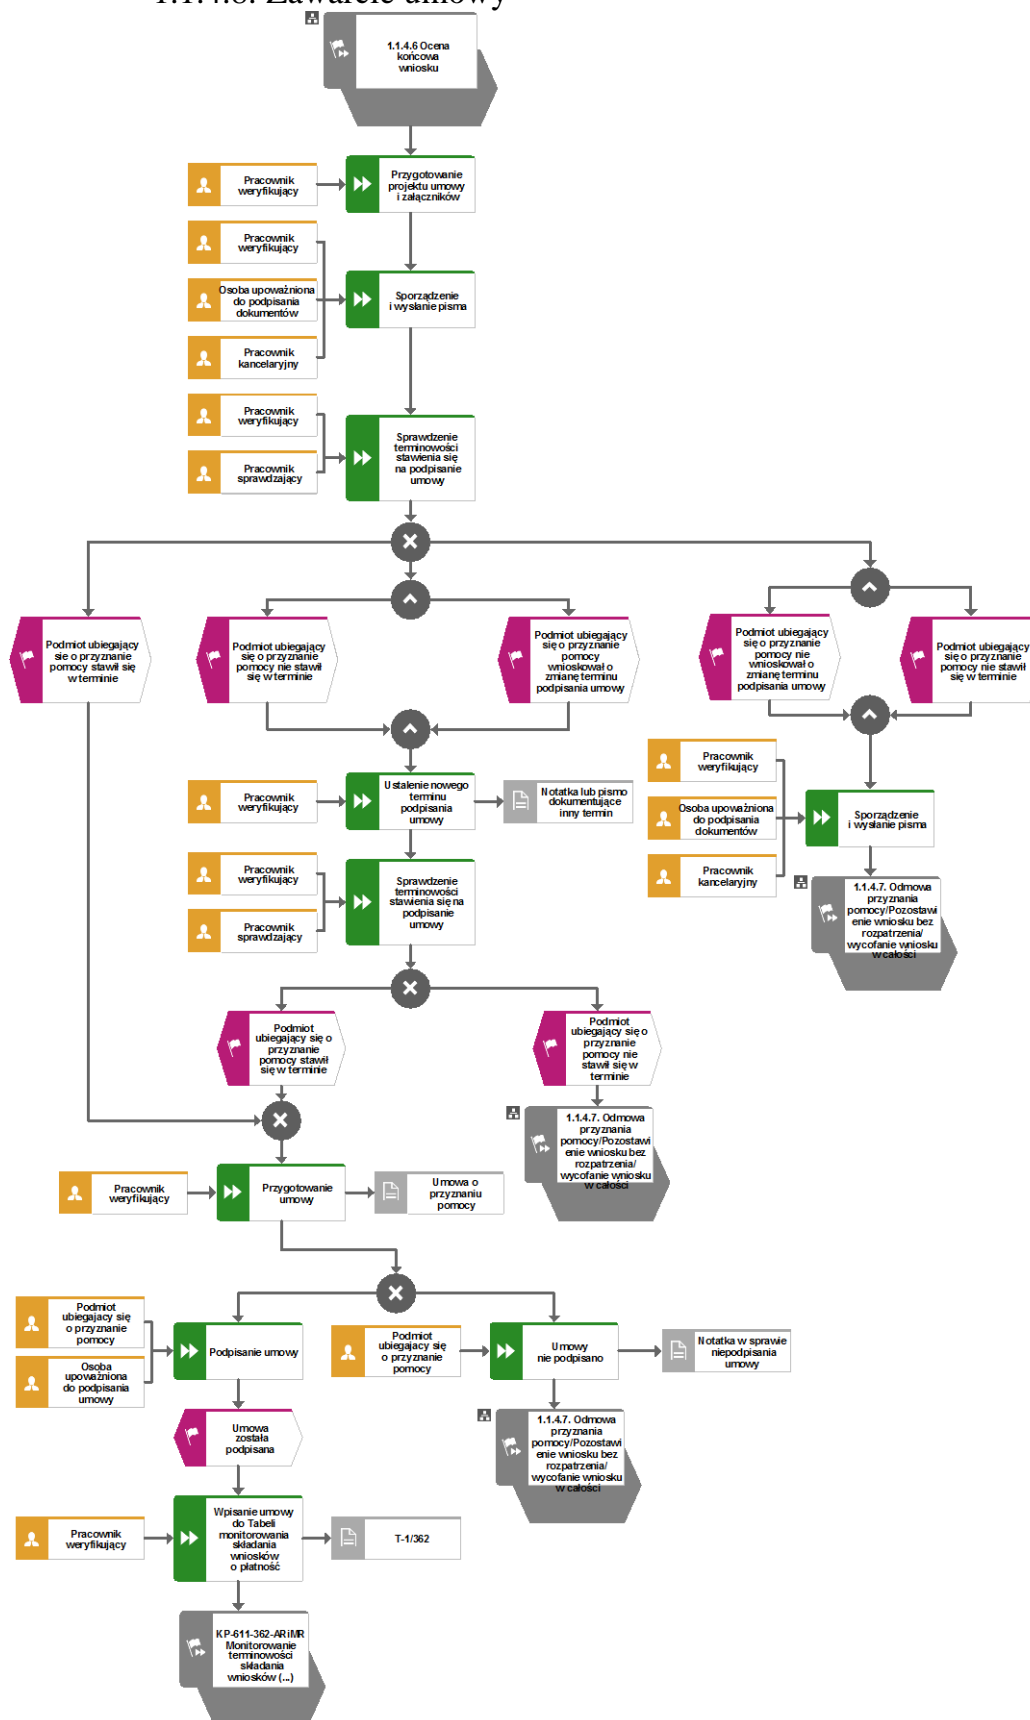 1.1.4.8. Zawarcie umowy
1.1.4.6 Ocena
końcowa
wniosku
Pracownik
weryfikujący
Przygotowanie
projektu umowy
i załączników
Pracownik
weryfikujący
Osoba upoważniona
do podpisania
dokumentów
Sporządzenie
i wysłanie pisma
Pracownik
kancelaryjny
Pracownik
weryfikujący
Pracownik
sprawdzający
Sprawdzenie
terminowości
stawienia się
na podpisanie
umowy
Podmiot ubiegający
sie o przyznanie
pomocy stawił się
w terminie
Podmiot ubiegający
się o przyznanie
pomocy nie stawił
się w terminie
Podmiot ubiegający
się o przyznanie
pomocy
wnioskował o
zmianę terminu
podpisania umowy
Podmiot ubiegający
się o przyznanie
pomocy nie
wnioskował o
zmianę terminu
podpisania umowy
Podmiot ubiegający
się o przyznanie
pomocy nie stawił
się w terminie
Pracownik
weryfikujący
Ustalenie nowego
terminu
podpisania
umowy
Notatka lub pismo
dokumentujące
inny termin
Pracownik
weryfikujący
Osoba upoważniona
do podpisania
dokumentów
Pracownik
kancelaryjny
Sporządzenie
i wysłanie pisma
1.1.4.7. Odmowa
przyznania
pomocy/Pozostawi
enie wniosku bez
rozpatrzenia/
wycofanie wniosku
w całości
Pracownik
weryfikujący
Pracownik
sprawdzający
Sprawdzenie
terminowości
stawienia się na
podpisanie
umowy
Podmiot
ubiegający się o
przyznanie
pomocy stawił
się w terminie
Podmiot
ubiegający się o
przyznanie
pomocy nie
stawił się w
terminie
1.1.4.7. Odmowa
przyznania
pomocy/Pozostawi
enie wniosku bez
rozpatrzenia/
wycofanie wniosku
w całości
Pracownik
weryfikujący
Przygotowanie
umowy
Umowa o
przyznaniu
pomocy
Podmiot
ubiegajacy się
o przyznanie
pomocy
Osoba
upoważniona
do podpisania
umowy
Podpisanie umowy
Podmiot
ubiegajacy się
o przyznanie
pomocy
Umowy
nie podpisano
Notatka w sprawie
niepodpisania
umowy
Umowa
została
podpisana
1.1.4.7. Odmowa
przyznania
pomocy/Pozostawi
enie wniosku bez
rozpatrzenia/
wycofanie wniosku
w całości
Pracownik
weryfikujący
Wpisanie umowy
do Tabeli
monitorowania
składania
wniosków
o płatność
T-1/362
KP-611-362-ARiMR
Monitorowanie
terminowości
składania
wniosków (...)